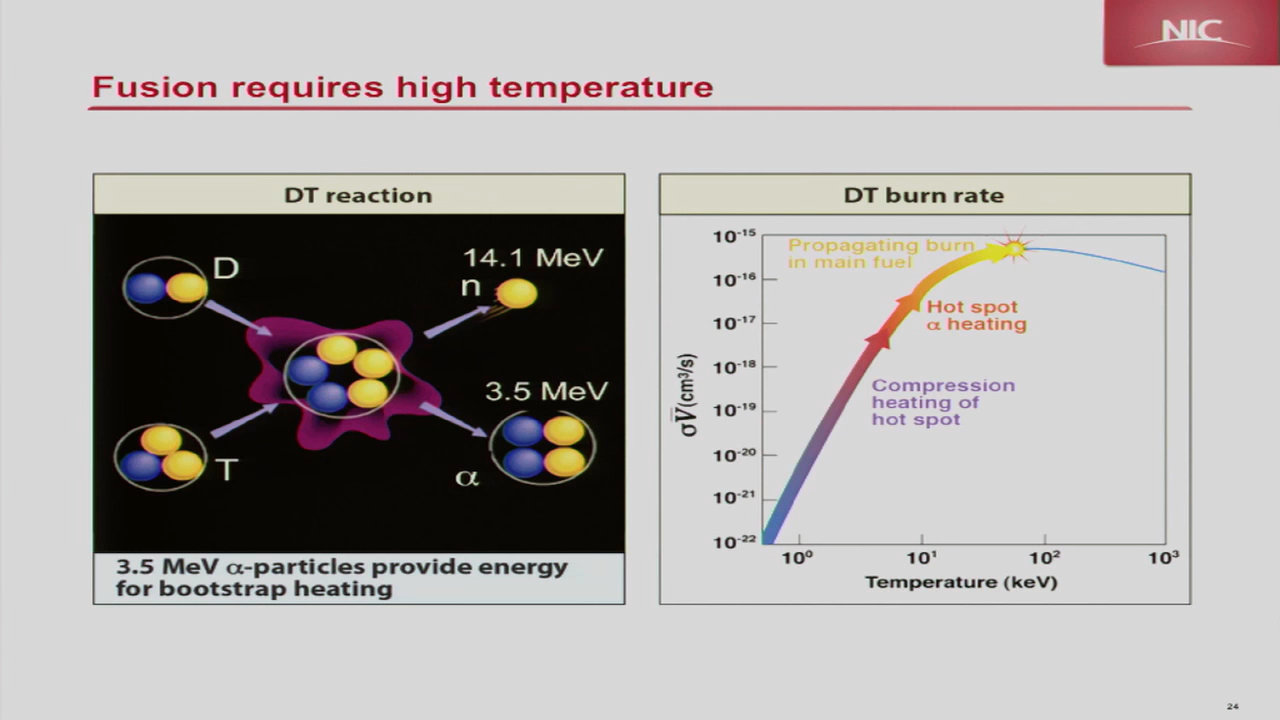 NIC
Fusion requires high temperature
DT reaction
D
T
14.1 MeV
n
3.5 MeV
α
3.5 MeV α-particles provide energy
for bootstrap heating
DT burn rate
σV̅(cm³/s)
10⁻¹⁵
10⁻¹⁶
10⁻¹⁷
10⁻¹⁸
10⁻¹⁹
10⁻²⁰
10⁻²¹
10⁻²²
Propagating burn
in main fuel
Hot spot
α heating
Compression
heating of
hot spot
10⁰ 10¹ 10² 10³
Temperature (keV)
24